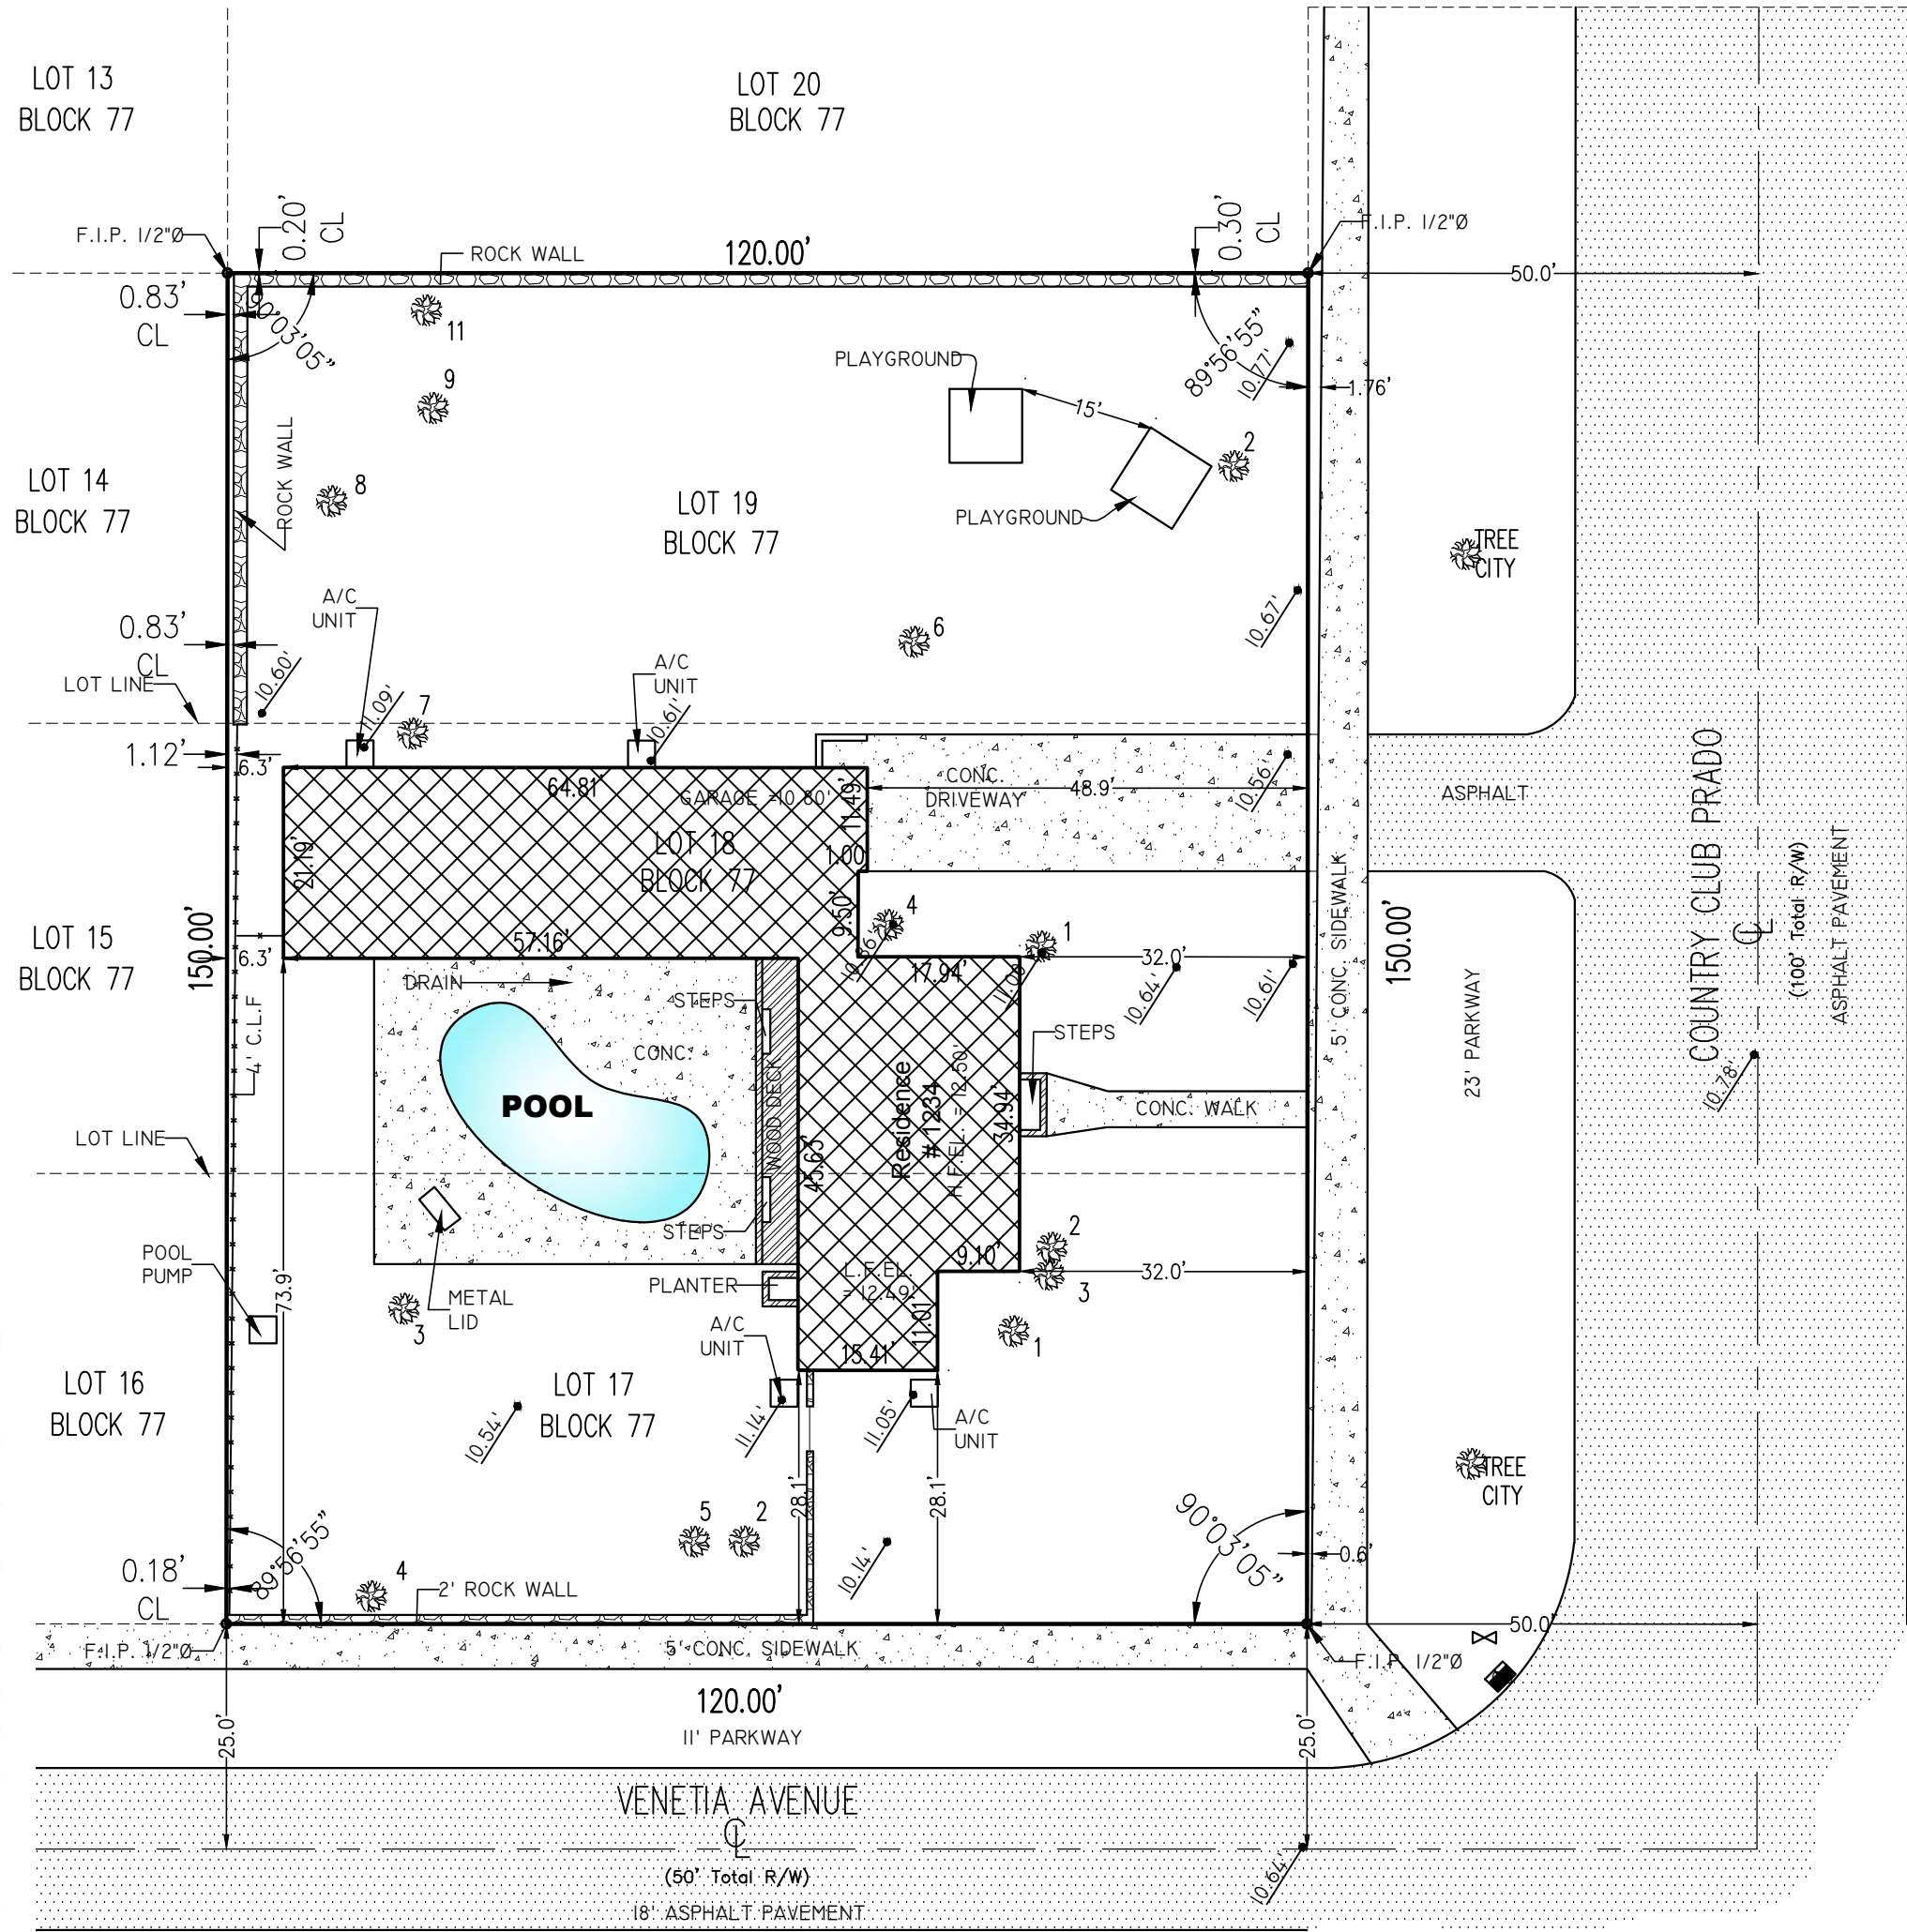 LOT 13
BLOCK 77
LOT 20
BLOCK 77
F.I.P. 1/2"Ø
0.20'
CL
ROCK WALL
120.00'
0.30'
CL
F.I.P. 1/2"Ø
50.0'
0.83'
CL
90°03'05"
11
9
8
PLAYGROUND
15'
89°56'55"
10.77'
1.76'
2
PLAYGROUND
LOT 14
BLOCK 77
ROCK WALL
LOT 19
BLOCK 77
TREE
CITY
A/C
UNIT
0.83'
CL
10.60'
LOT LINE
11.09'
7
A/C
UNIT
10.61'
6
10.67'
1.12'
6.3'
64.81'
GARAGE =10.80'
11.49'
CONC.
DRIVEWAY
48.9'
10.56'
ASPHALT
21.19'
LOT 18
BLOCK 77
1.00'
9.50'
4
10.86'
1
11.08'
57.16'
17.94'
32.0'
10.64'
10.61'
LOT 15
BLOCK 77
150.00'
6.3'
5' CONC. SIDEWALK
150.00'
23' PARKWAY
COUNTRY CLUB PRADO
CL
(100' Total R/W)
ASPHALT PAVEMENT
10.78'
DRAIN
STEPS
CONC.
4' C.L.F
POOL
WOOD DECK
45.63'
Residence
# 1234
H.F.EL. = 12.50'
34.94'
STEPS
CONC. WALK
LOT LINE
STEPS
POOL
PUMP
73.9'
METAL
LID
3
PLANTER
L.F.EL.
= 12.49'
9.10'
2
3
32.0'
A/C
UNIT
11.01'
15.41'
1
LOT 16
BLOCK 77
LOT 17
BLOCK 77
10.54'
11.14'
11.05'
A/C
UNIT
28.1'
28.1'
TREE
CITY
5
2
10.14'
90°03'05"
0.6'
89°56'55"
0.18'
CL
4
2' ROCK WALL
F.I.P. 1/2"Ø
5' CONC. SIDEWALK
50.0'
F.I.P. 1/2"Ø
120.00'
11' PARKWAY
25.0'
25.0'
VENETIA AVENUE
CL
(50' Total R/W)
18' ASPHALT PAVEMENT
10.64'